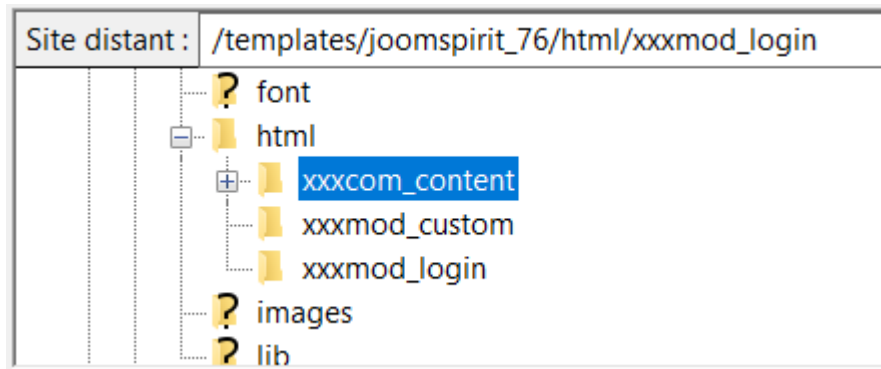 Site distant : /templates/joomspirit_76/html/xxxmod_login
font
html
xxxcom_content
xxxmod_custom
xxxmod_login
images
lib